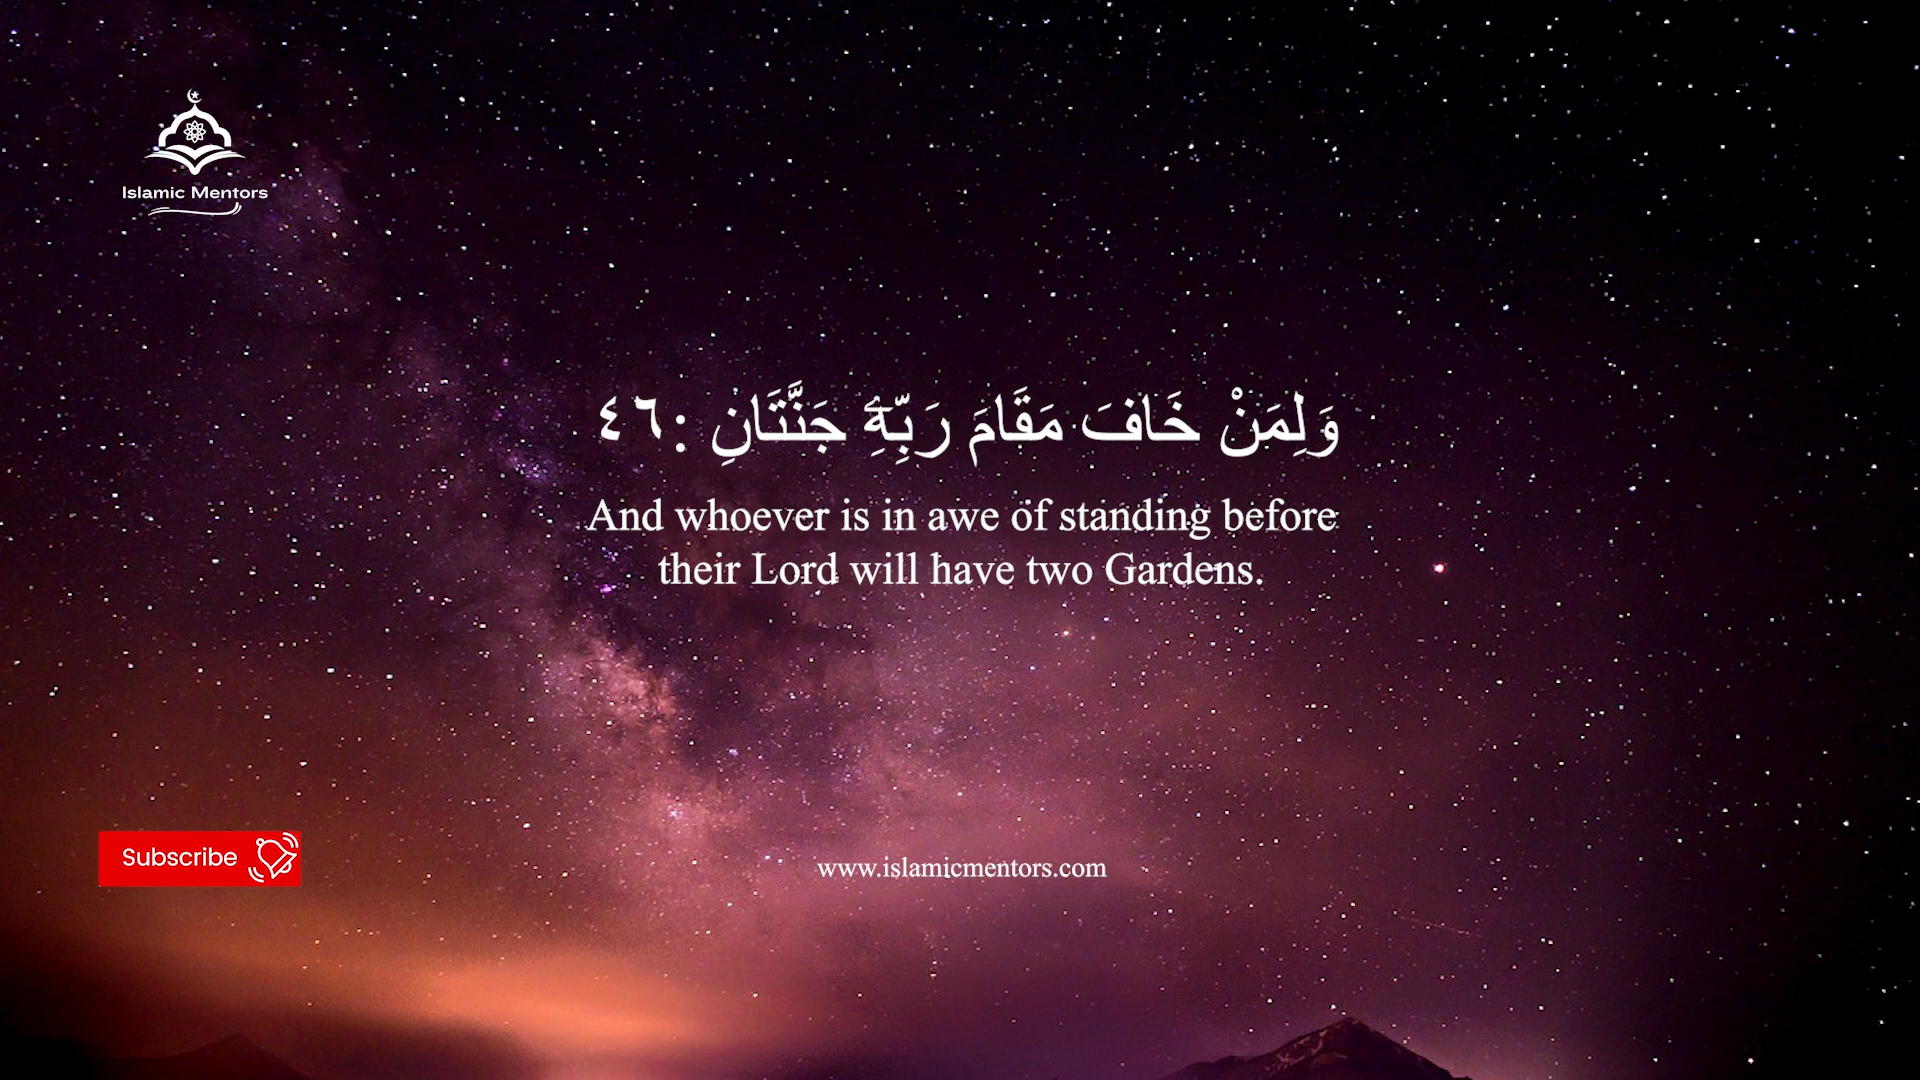 Islamic Mentors
وَلِمَنْ خَافَ مَقَامَ رَبِّهِۦ جَنَّتَانِ :٤٦
And whoever is in awe of standing before
their Lord will have two Gardens.
Subscribe
www.islamicmentors.com